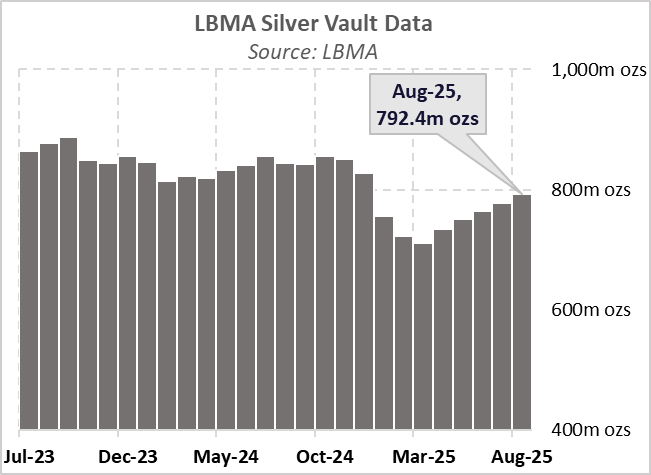 LBMA Silver Vault Data
Source: LBMA
1,000m ozs
Aug-25,
792.4m ozs
800m ozs
600m ozs
400m ozs
Jul-23 Dec-23 May-24 Oct-24 Mar-25 Aug-25